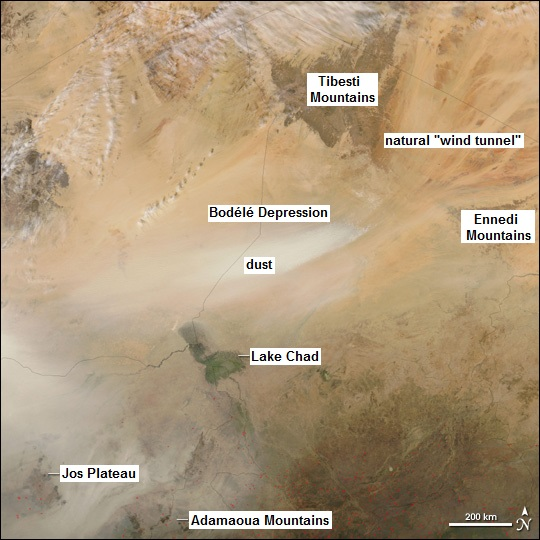 Tibesti
Mountains
natural "wind tunnel"
Bodélé Depression
Ennedi
Mountains
dust
Lake Chad
Jos Plateau
Adamaoua Mountains
200 km
N